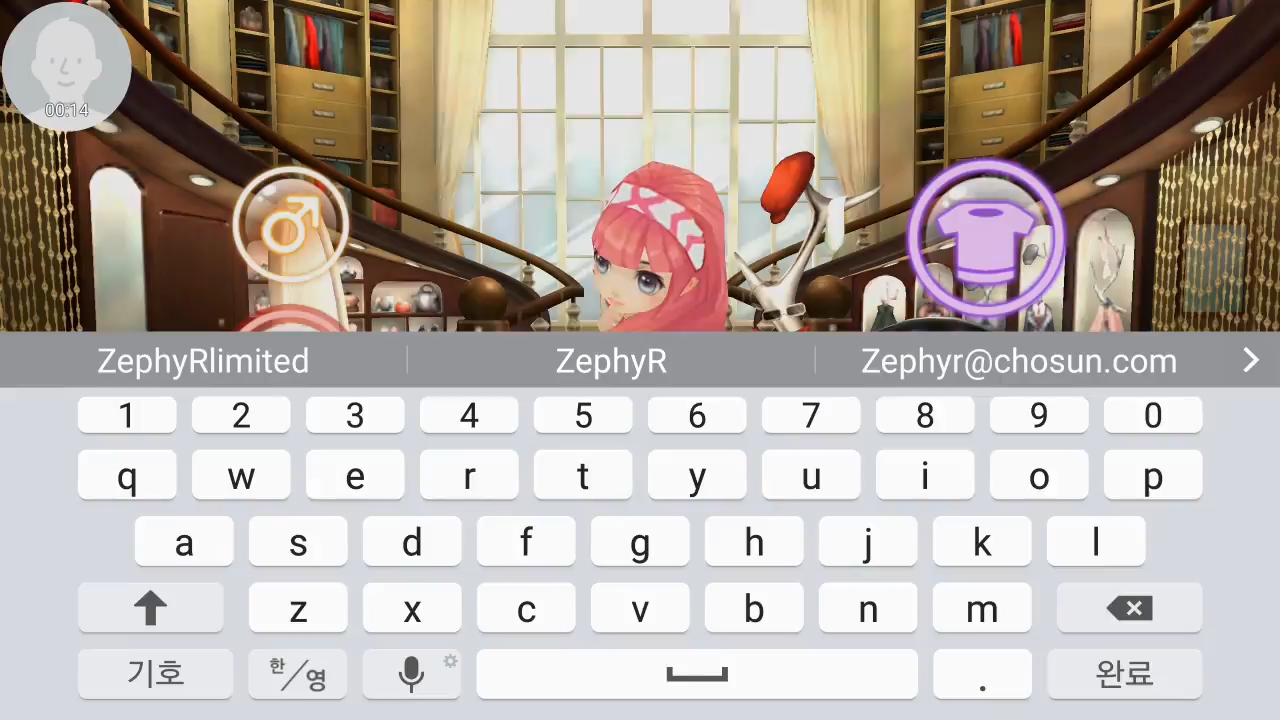 00:14
ZephyRlimited ZephyR Zephyr@chosun.com
1 2 3 4 5 6 7 8 9 0
q w e r t y u i o p
a s d f g h j k l
z x c v b n m
기호 한/영 . 완료